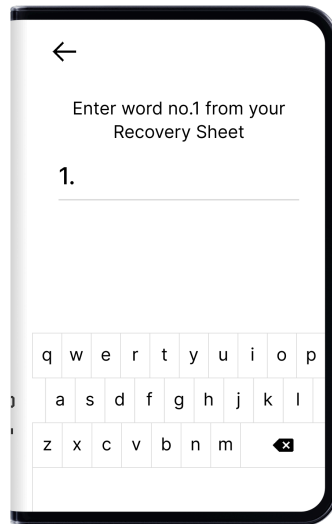 Enter word no.1 from your
Recovery Sheet
1.
q w e r t y u i o p
a s d f g h j k l
z x c v b n m